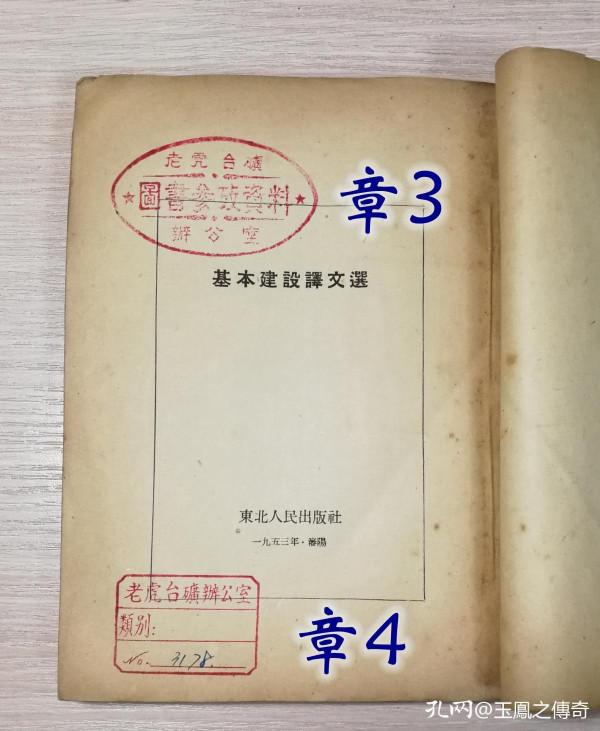 老虎台礦
圖書參攷資料
辦公室
章3
基本建設譯文選
東北人民出版社
一九五三年·瀋陽
老虎台礦辦公室
類别:
No. 3178.
章4
孔网@玉鳳之傳奇